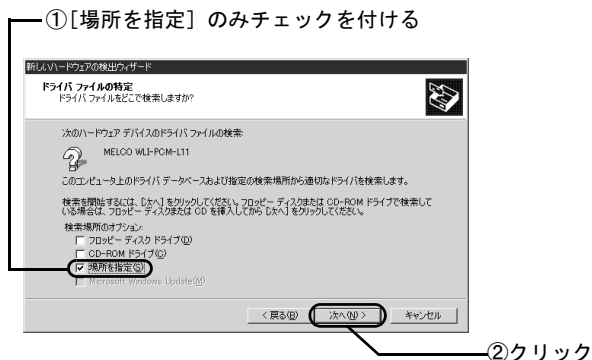 ①[場所を指定］のみチェックを付ける
新しいハードウェアの検出ウィザード
ドライバ ファイルの特定
ドライバ ファイルをどこで検索しますか?
次のハードウェア デバイスのドライバ ファイルの検索:
MELCO WLI-PCM-L11
このコンピュータ上のドライバ データベースおよび指定の検索場所から適切なドライバを検索します。
検索を開始するには、[次へ] をクリックしてください。フロッピー ディスクまたは CD-ROM ドライブで検索して
いる場合は、フロッピー ディスクまたは CD を挿入してから [次へ] をクリックしてください。
検索場所のオプション:
フロッピー ディスク ドライブ(D)
CD-ROM ドライブ(C)
場所を指定(S)
Microsoft Windows Update(M)
< 戻る(B)
次へ(N) >
キャンセル
②クリック